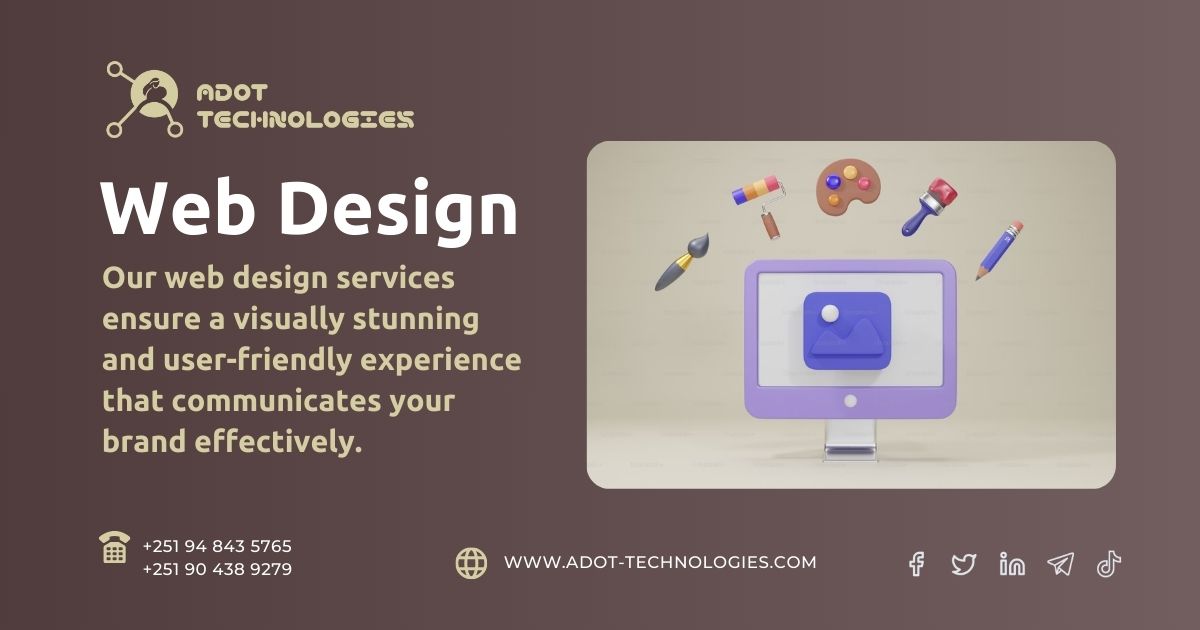 ADOT
TECHNOLOGIES
Web Design
Our web design services
ensure a visually stunning
and user-friendly experience
that communicates your
brand effectively.
+251 94 843 5765
+251 90 438 9279
WWW.ADOT-TECHNOLOGIES.COM